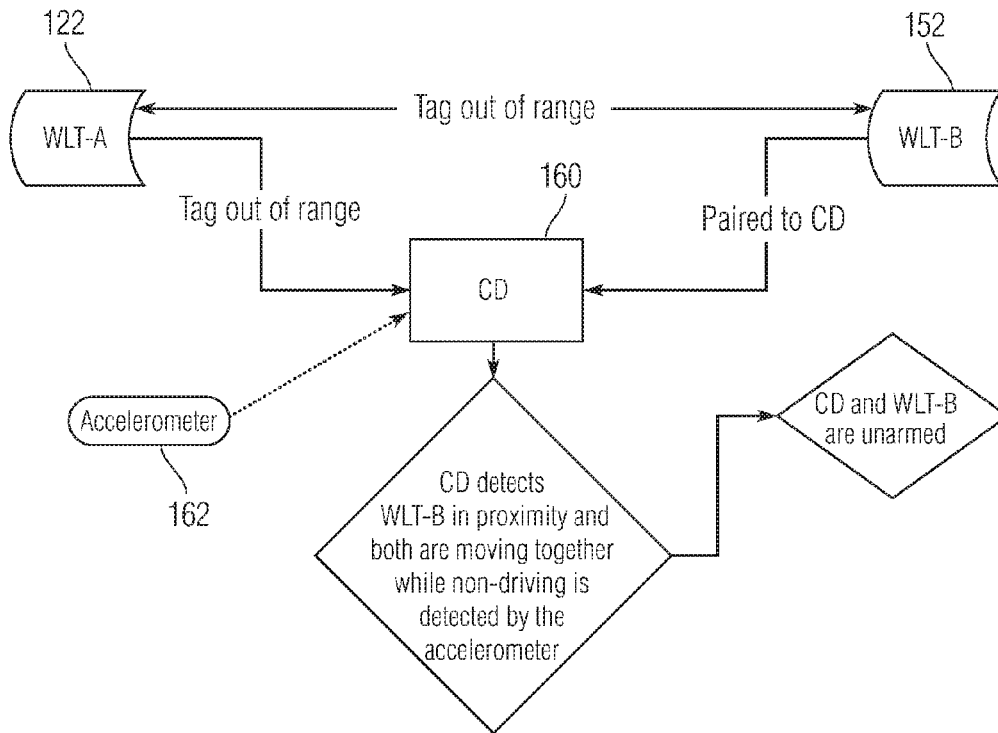 122
152
WLT-A
Tag out of range
WLT-B
160
Tag out of range
Paired to CD
CD
Accelerometer
162
CD and WLT-B
are unarmed
CD detects
WLT-B in proximity and
both are moving together
while non-driving is
detected by the
accelerometer